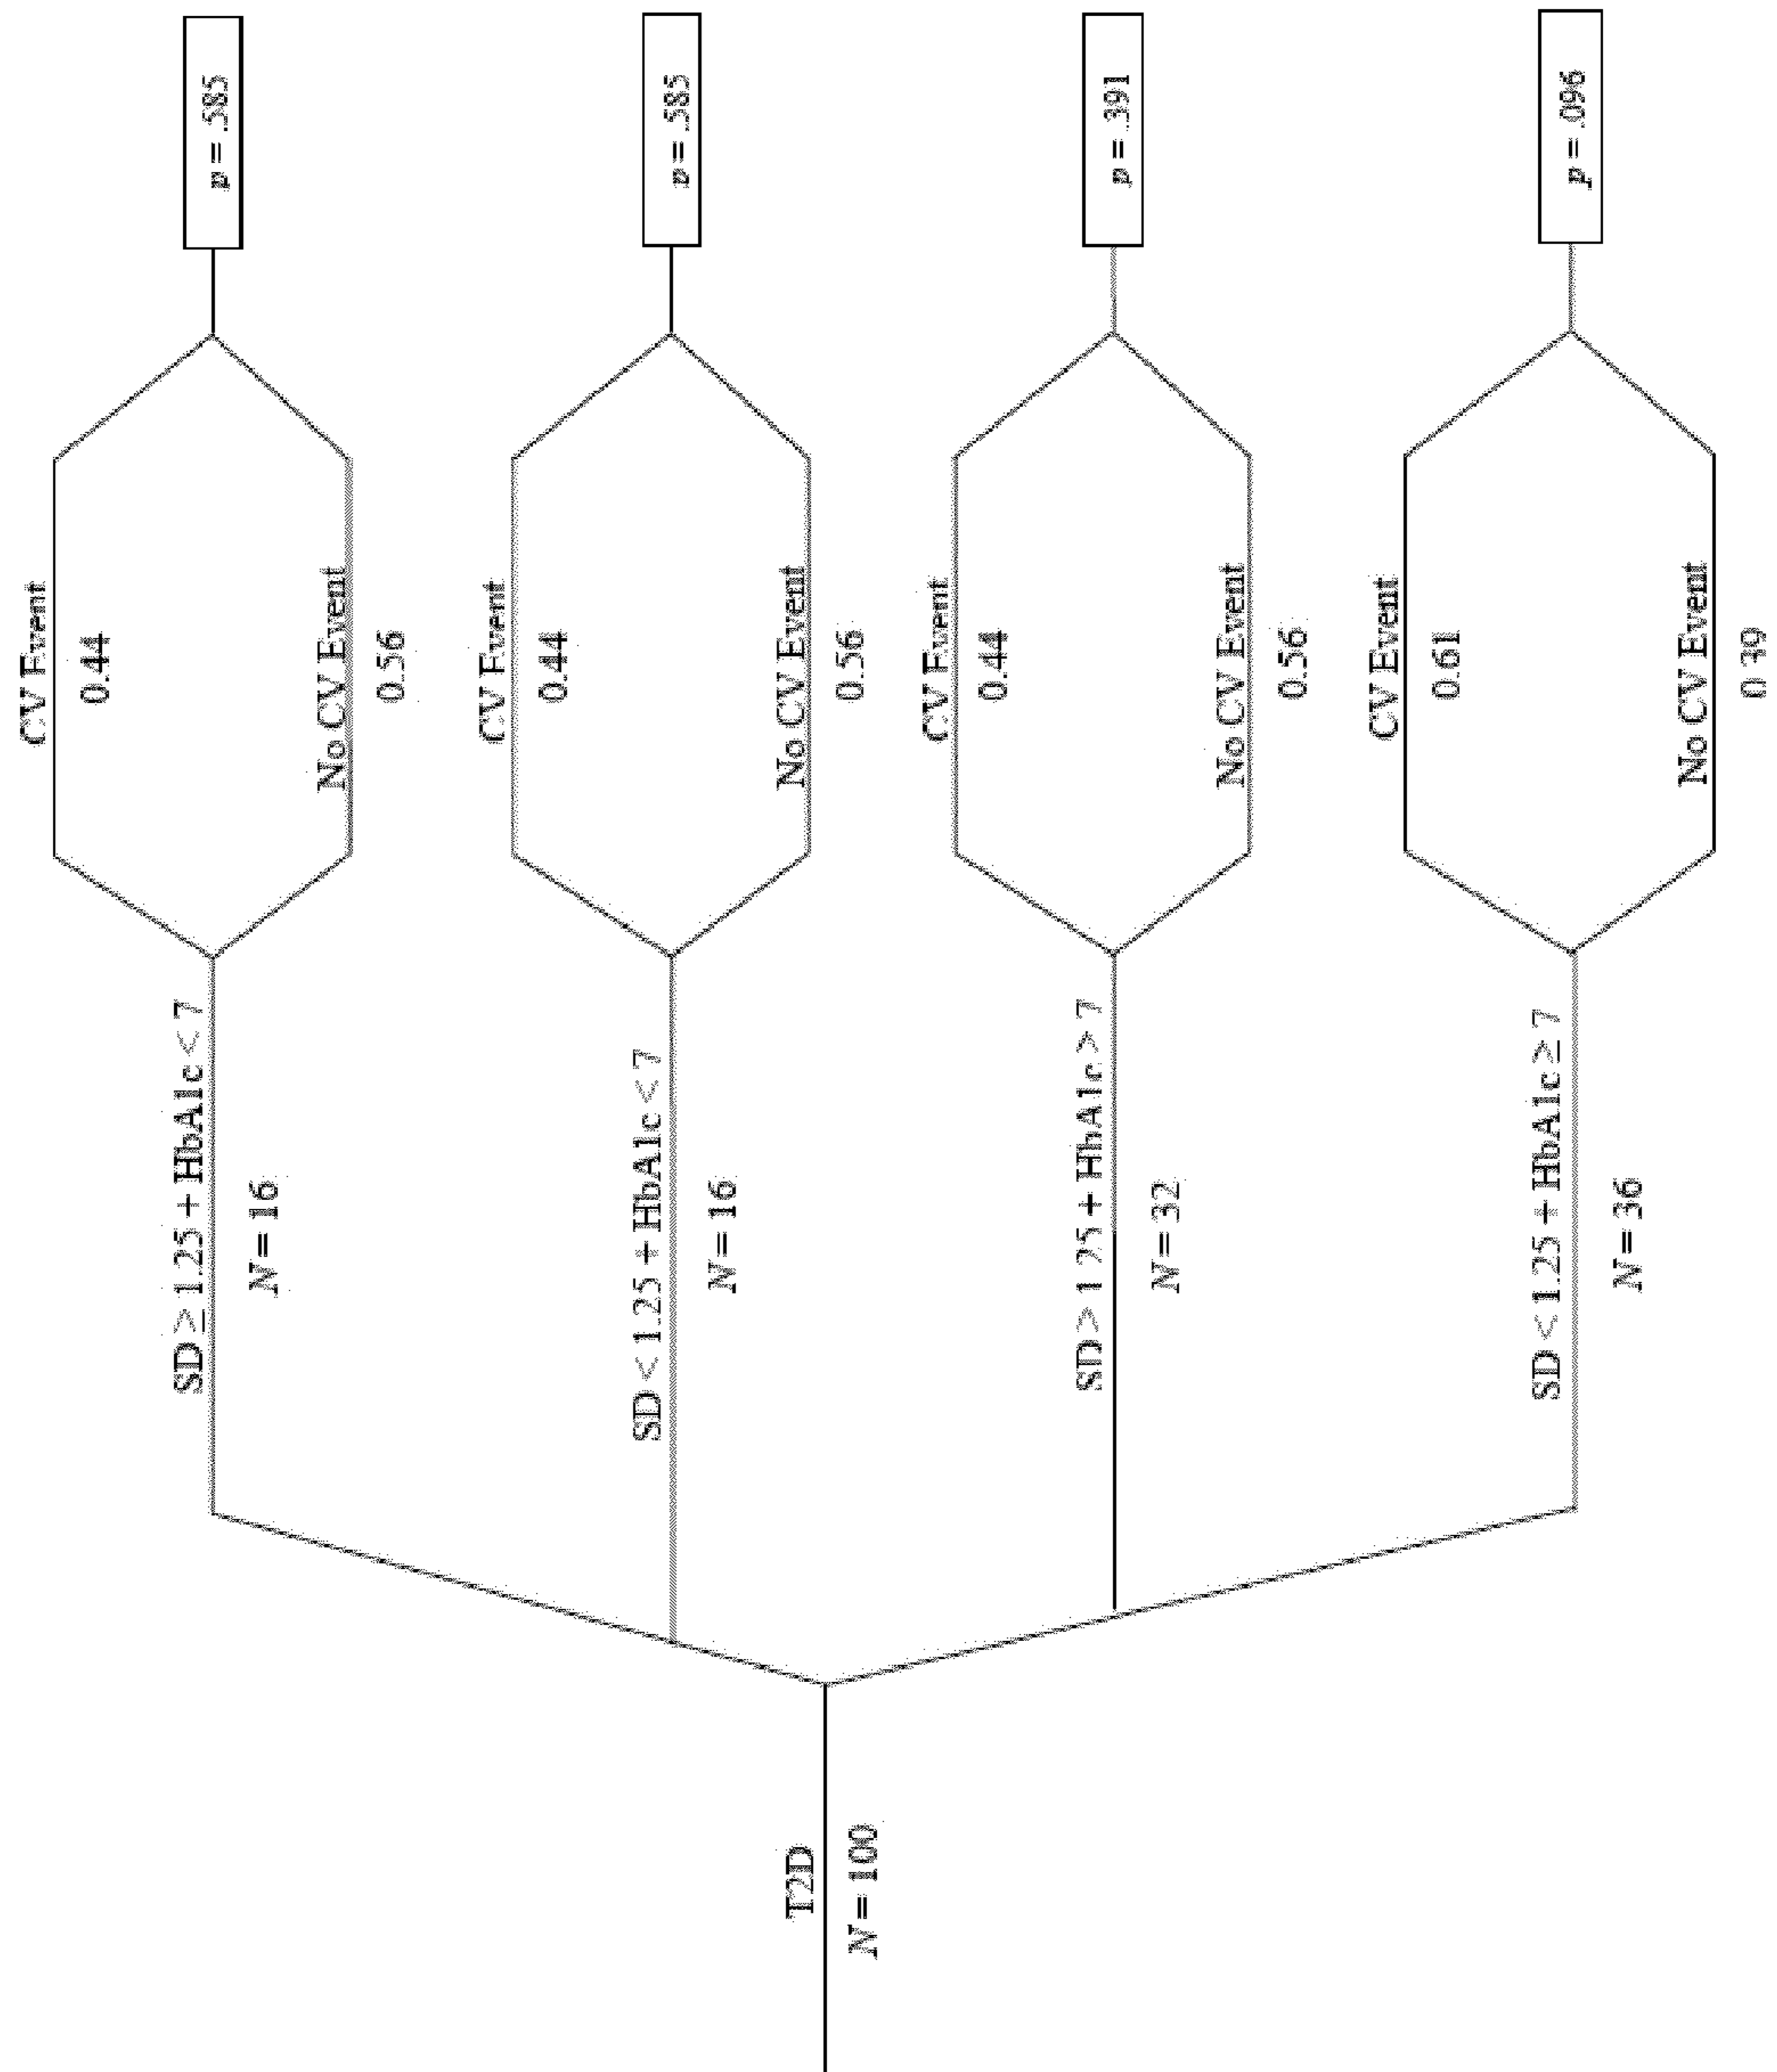 T2D
N = 100
SD ≥ 1.25 + HbA1c < 7
N = 16
CV Event
0.44
No CV Event
0.56
p = .585
SD < 1.25 + HbA1c < 7
N = 16
CV Event
0.44
No CV Event
0.56
p = .585
SD > 1.25 + HbA1c > 7
N = 32
CV Event
0.44
No CV Event
0.56
p = .391
SD < 1.25 + HbA1c ≥ 7
N = 36
CV Event
0.61
No CV Event
0.39
p = .096